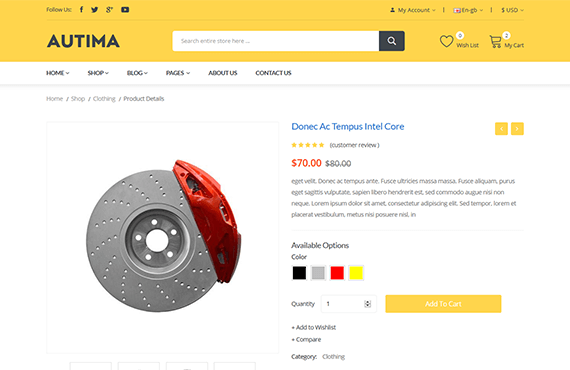 Follow Us:
My Account
En-gb
$ USD
AUTIMA
Search entire store here ...
0
Wish List
2
My Cart
HOME
SHOP
BLOG
PAGES
ABOUT US
CONTACT US
Home / Shop / Clothing / Product Details
Donec Ac Tempus Intel Core
(customer review )
$70.00 $80.00
eget velit. Donec ac tempus ante. Fusce ultricies massa massa. Fusce aliquam, purus
eget sagittis vulputate, sapien libero hendrerit est, sed commodo augue nisi non
neque. Lorem ipsum dolor sit amet, consectetur adipiscing elit. Sed tempor, lorem et
placerat vestibulum, metus nisi posuere nisl, in
Available Options
Color
Quantity
1
Add To Cart
+ Add to Wishlist
+ Compare
Category: Clothing